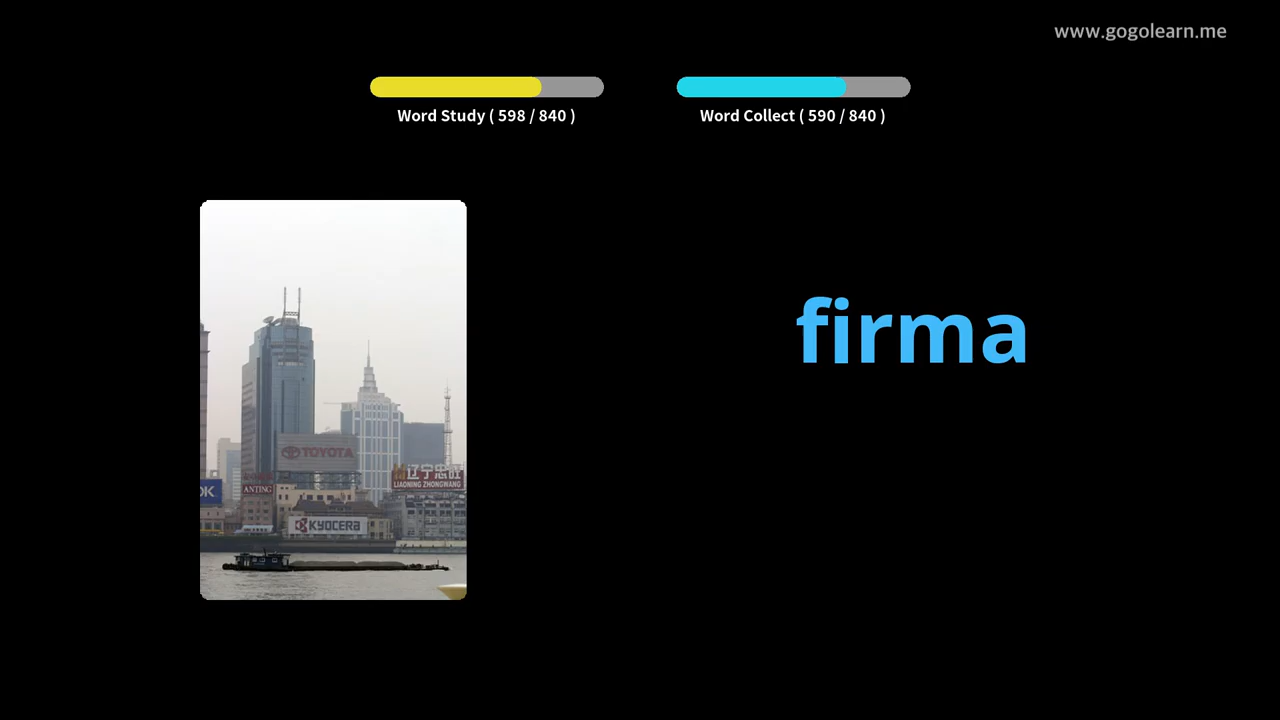 www.gogolearn.me
Word Study ( 598 / 840 )
Word Collect ( 590 / 840 )
firma
TOYOTA
辽宁忠旺
LIAONING ZHONGWANG
ANTING
KYOCERA